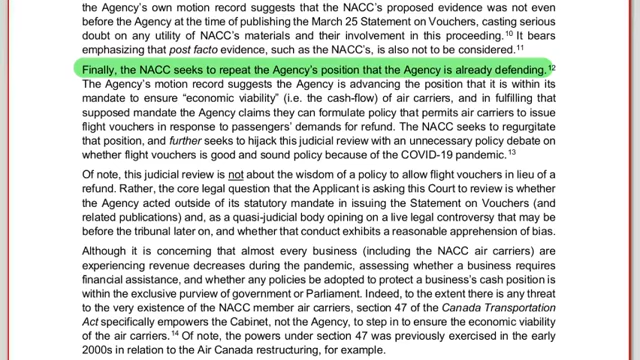 the Agency's own motion record suggests that the NACC's proposed evidence was not even
before the Agency at the time of publishing the March 25 Statement on Vouchers, casting serious
doubt on any utility of NACC's materials and their involvement in this proceeding.10 It bears
emphasizing that post facto evidence, such as the NACC's, is also not to be considered.11
Finally, the NACC seeks to repeat the Agency's position that the Agency is already defending.12
The Agency's motion record suggests the Agency is advancing the position that it is within its
mandate to ensure “economic viability” (i.e. the cash-flow) of air carriers, and in fulfilling that
supposed mandate the Agency claims they can formulate policy that permits air carriers to issue
flight vouchers in response to passengers' demands for refund. The NACC seeks to regurgitate
that position, and further seeks to hijack this judicial review with an unnecessary policy debate on
whether flight vouchers is good and sound policy because of the COVID-19 pandemic.13
Of note, this judicial review is not about the wisdom of a policy to allow flight vouchers in lieu of a
refund. Rather, the core legal question that the Applicant is asking this Court to review is whether
the Agency acted outside of its statutory mandate in issuing the Statement on Vouchers (and
related publications) and, as a quasi-judicial body opining on a live legal controversy that may be
before the tribunal later on, and whether that conduct exhibits a reasonable apprehension of bias.
Although it is concerning that almost every business (including the NACC air carriers) are
experiencing revenue decreases during the pandemic, assessing whether a business requires
financial assistance, and whether any policies be adopted to protect a business's cash position is
within the exclusive purview of government or Parliament. Indeed, to the extent there is any threat
to the very existence of the NACC member air carriers, section 47 of the Canada Transportation
Act specifically empowers the Cabinet, not the Agency, to step in to ensure the economic viability
of the air carriers.14 Of note, the powers under section 47 was previously exercised in the early
2000s in relation to the Air Canada restructuring, for example.